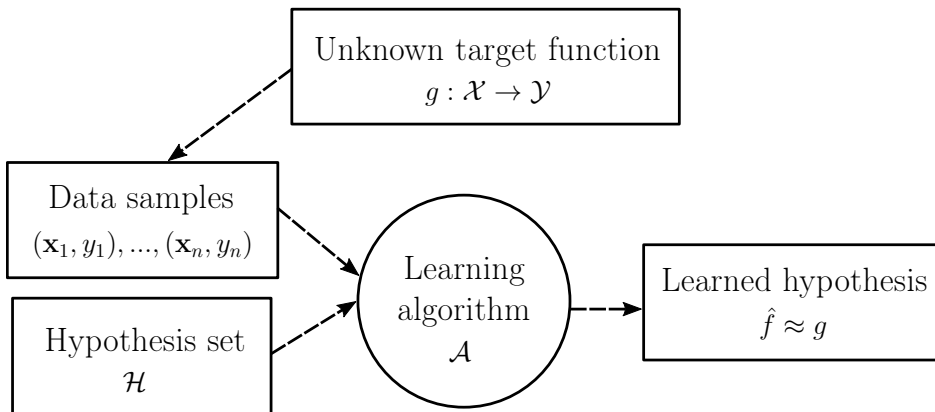 Unknown target function
g : 𝒳 → 𝒴
Data samples
(𝐱₁, y₁), ..., (𝐱ₙ, yₙ)
Hypothesis set
ℋ
Learning
algorithm
𝒜
Learned hypothesis
f̂ ≈ g